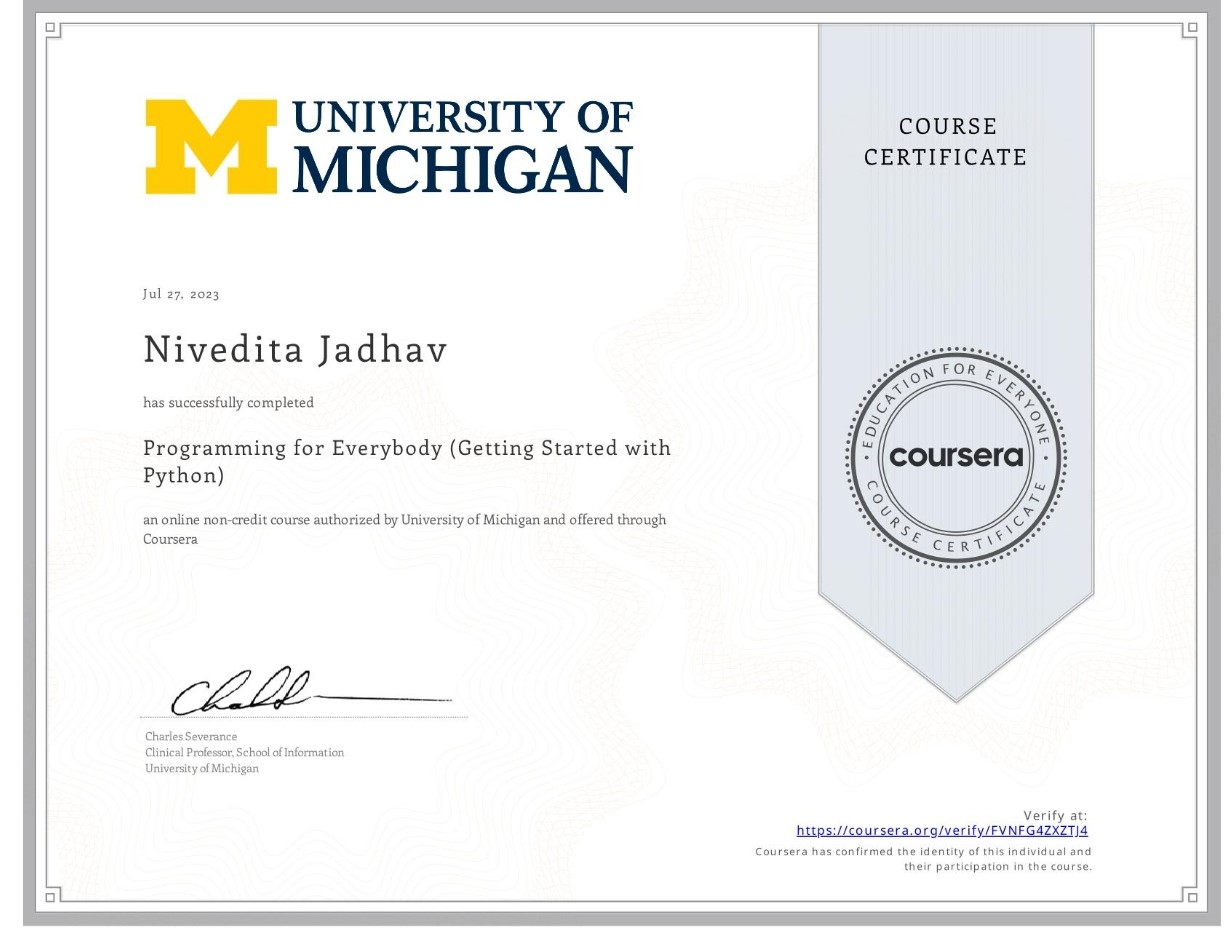 UNIVERSITY OF
MICHIGAN
COURSE
CERTIFICATE
Jul 27, 2023
Nivedita Jadhav
has successfully completed
Programming for Everybody (Getting Started with
Python)
an online non-credit course authorized by University of Michigan and offered through
Coursera
EDUCATION FOR EVERYONE
coursera
COURSE CERTIFICATE
Charles Severance
Clinical Professor, School of Information
University of Michigan
Verify at:
https://coursera.org/verify/FVNFG4ZXZTJ4
Coursera has confirmed the identity of this individual and
their participation in the course.